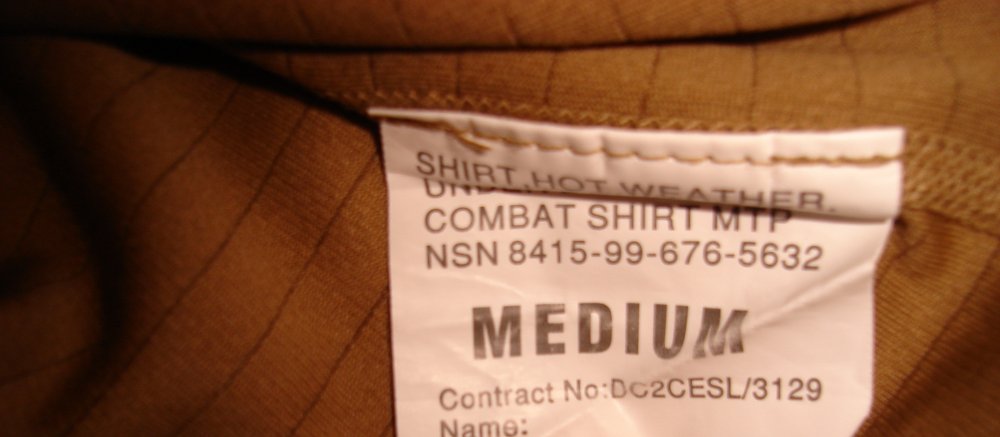 SHIRT, HOT WEATHER.
COMBAT SHIRT MTP
NSN 8415-99-676-5632
MEDIUM
Contract No:DC2CESL/3129
Name: